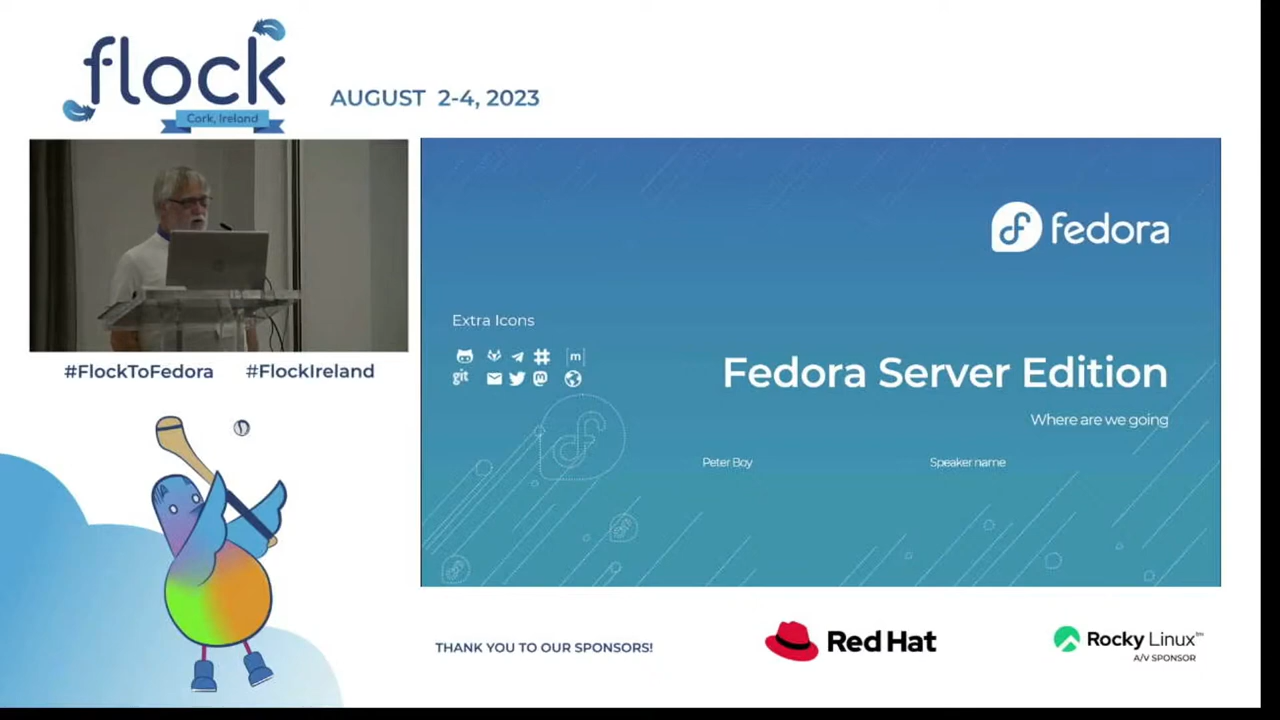 flock
Cork, Ireland
AUGUST 2-4, 2023
#FlockToFedora #FlockIreland
fedora
Extra Icons
[m]
git
Fedora Server Edition
Where are we going
Peter Boy Speaker name
THANK YOU TO OUR SPONSORS!
Red Hat
Rocky Linux™
A/V SPONSOR